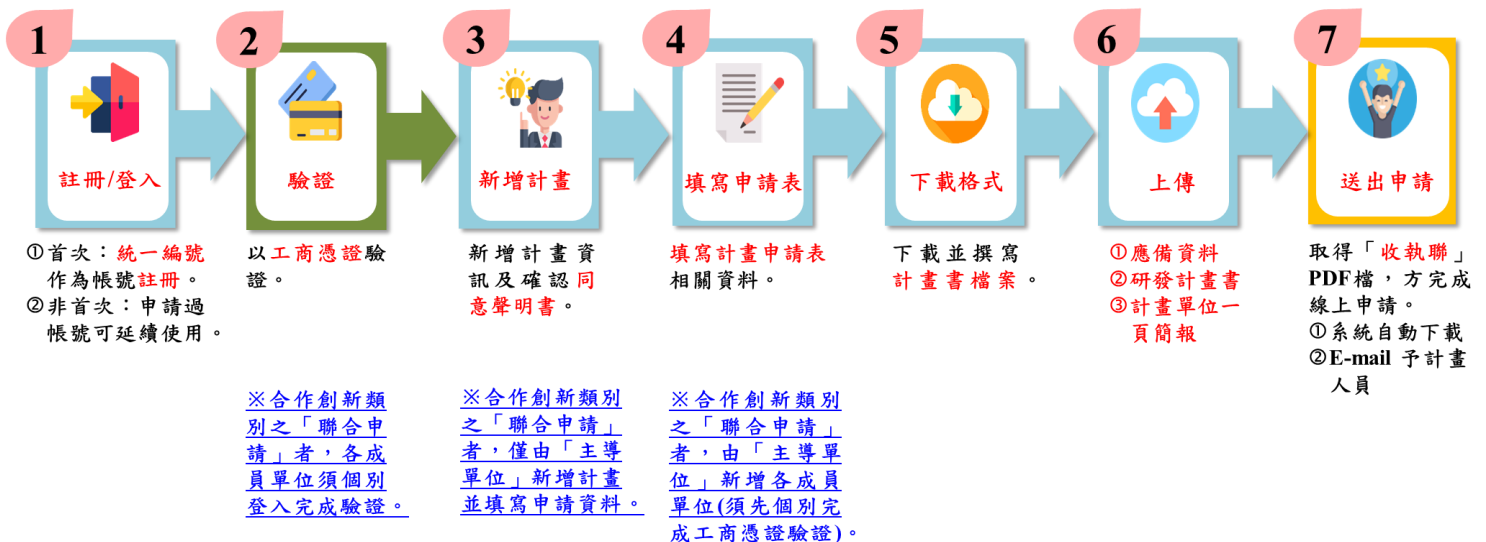 1
註冊/登入
①首次：統一編號
作為帳號註冊。
②非首次：申請過
帳號可延續使用。
2
驗證
以工商憑證驗
證。
※合作創新類
別之「聯合申
請」者，各成
員單位須個別
登入完成驗證。
3
新增計畫
新增計畫資
訊及確認同
意聲明書。
※合作創新類別
之「聯合申請」
者，僅由「主導
單位」新增計畫
並填寫申請資料。
4
填寫申請表
填寫計畫申請表
相關資料。
※合作創新類別
之「聯合申請」
者，由「主導單
位」新增各成員
單位(須先個別完
成工商憑證驗證)。
5
下載格式
下載並撰寫
計畫書檔案。
6
上傳
①應備資料
②研發計畫書
③計畫單位一
頁簡報
7
送出申請
取得「收執聯」
PDF檔，方完成
線上申請。
①系統自動下載
②E-mail 予計畫
人員